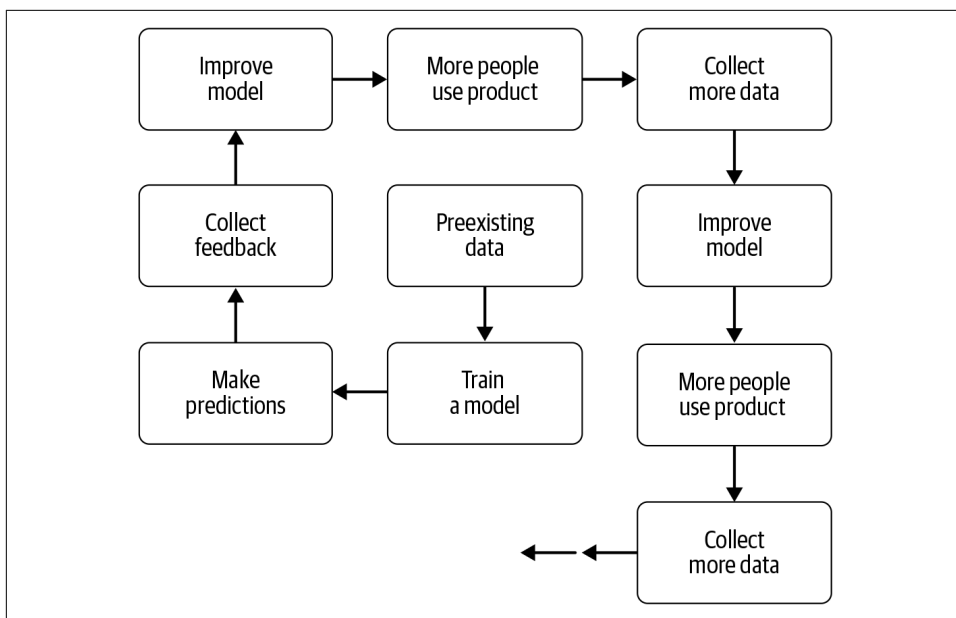 Improve
model
More people
use product
Collect
more data
Collect
feedback
Preexisting
data
Improve
model
Make
predictions
Train
a model
More people
use product
Collect
more data